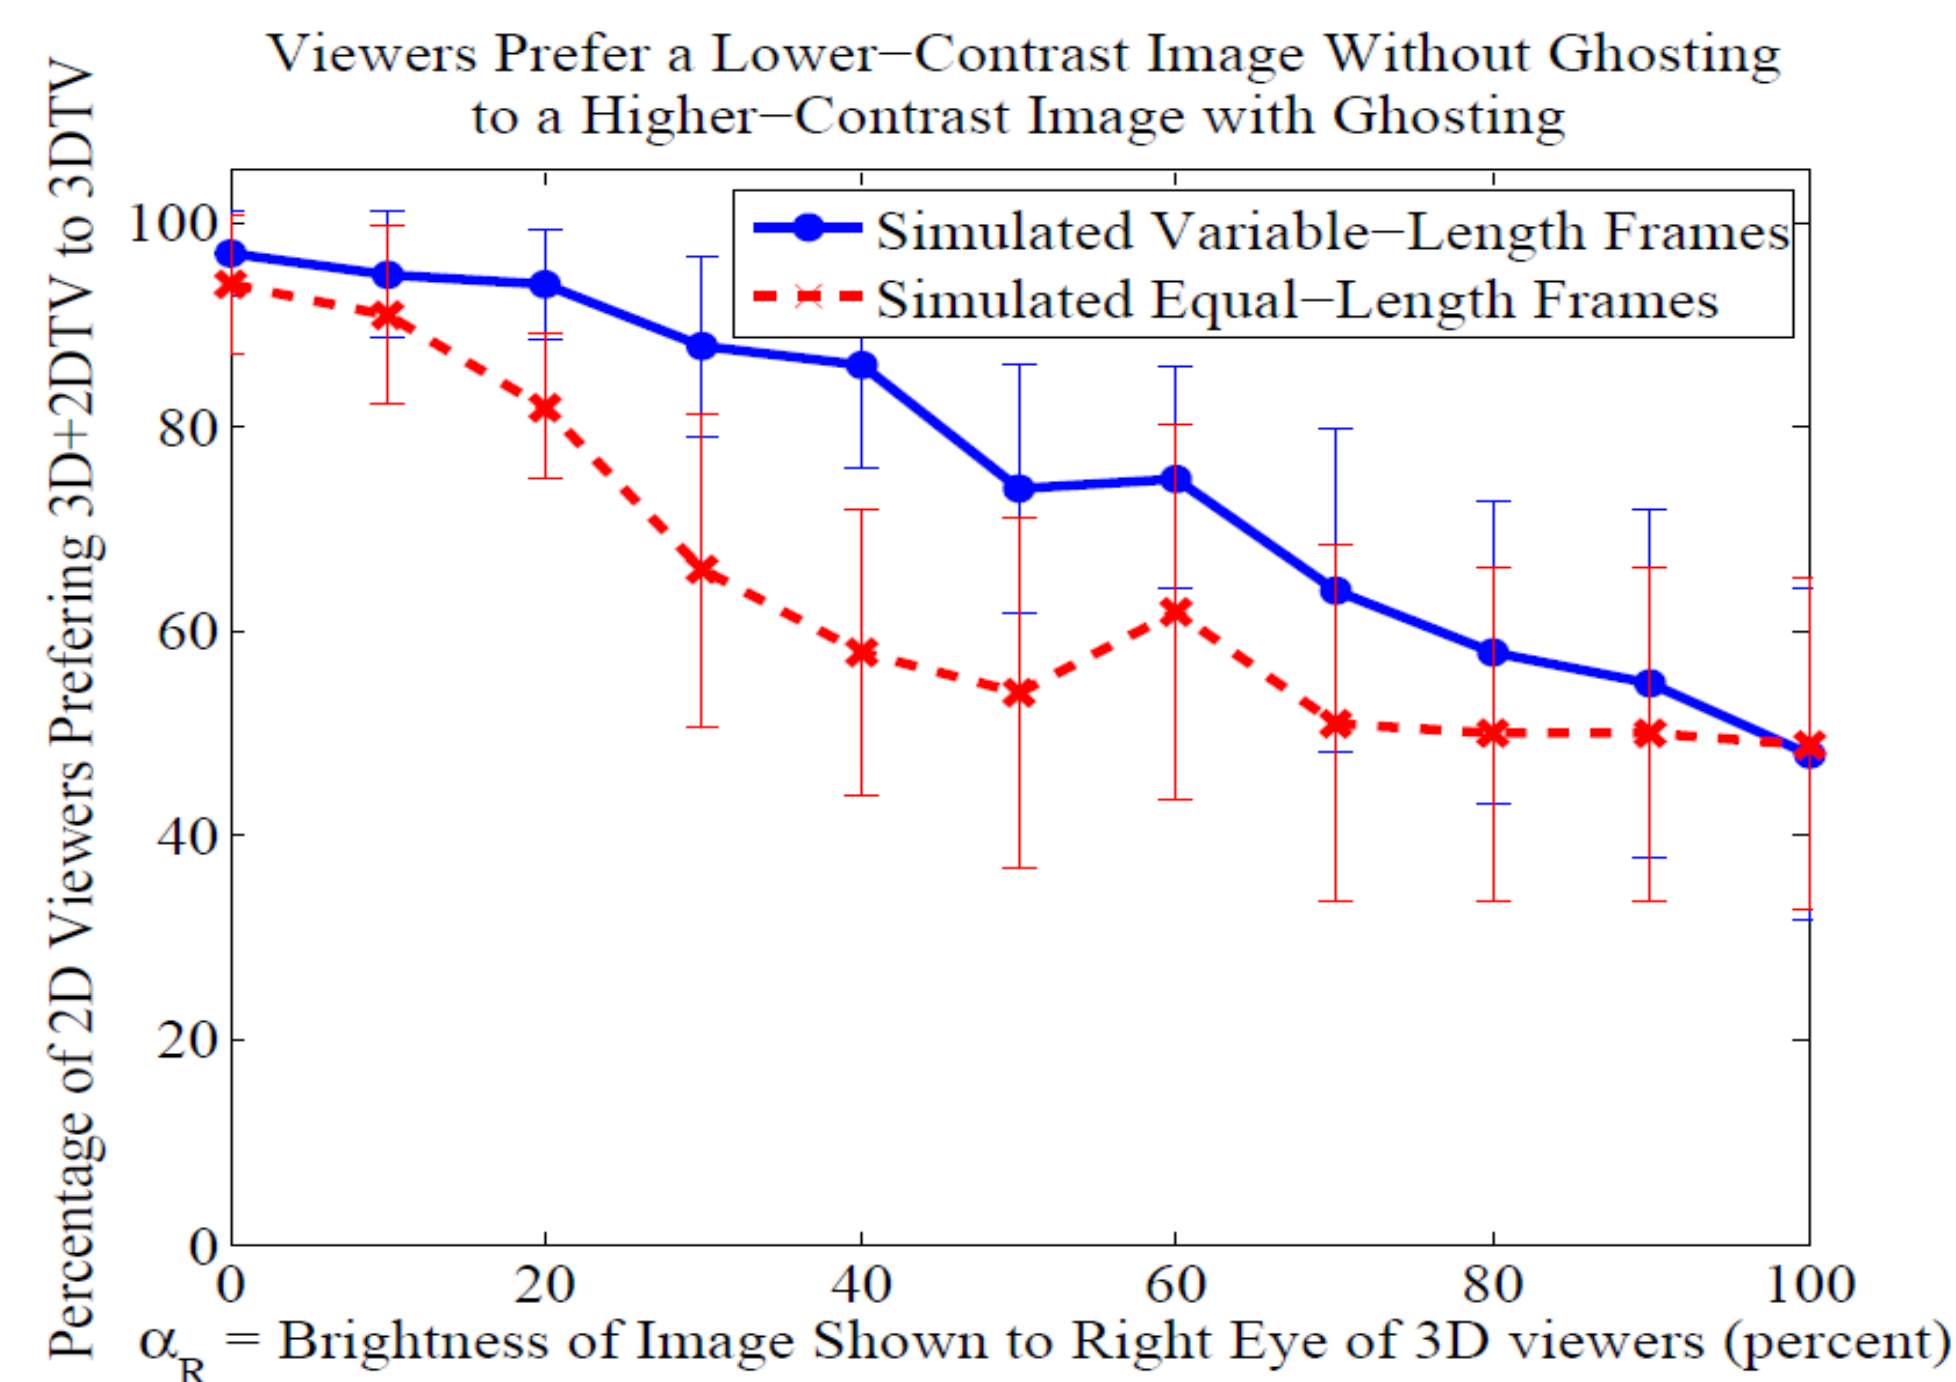 Viewers Prefer a Lower−Contrast Image Without Ghosting
to a Higher−Contrast Image with Ghosting
Percentage of 2D Viewers Prefering 3D+2DTV to 3DTV
100
80
60
40
20
0
Simulated Variable−Length Frames
Simulated Equal−Length Frames
0 20 40 60 80 100
α_R = Brightness of Image Shown to Right Eye of 3D viewers (percent)